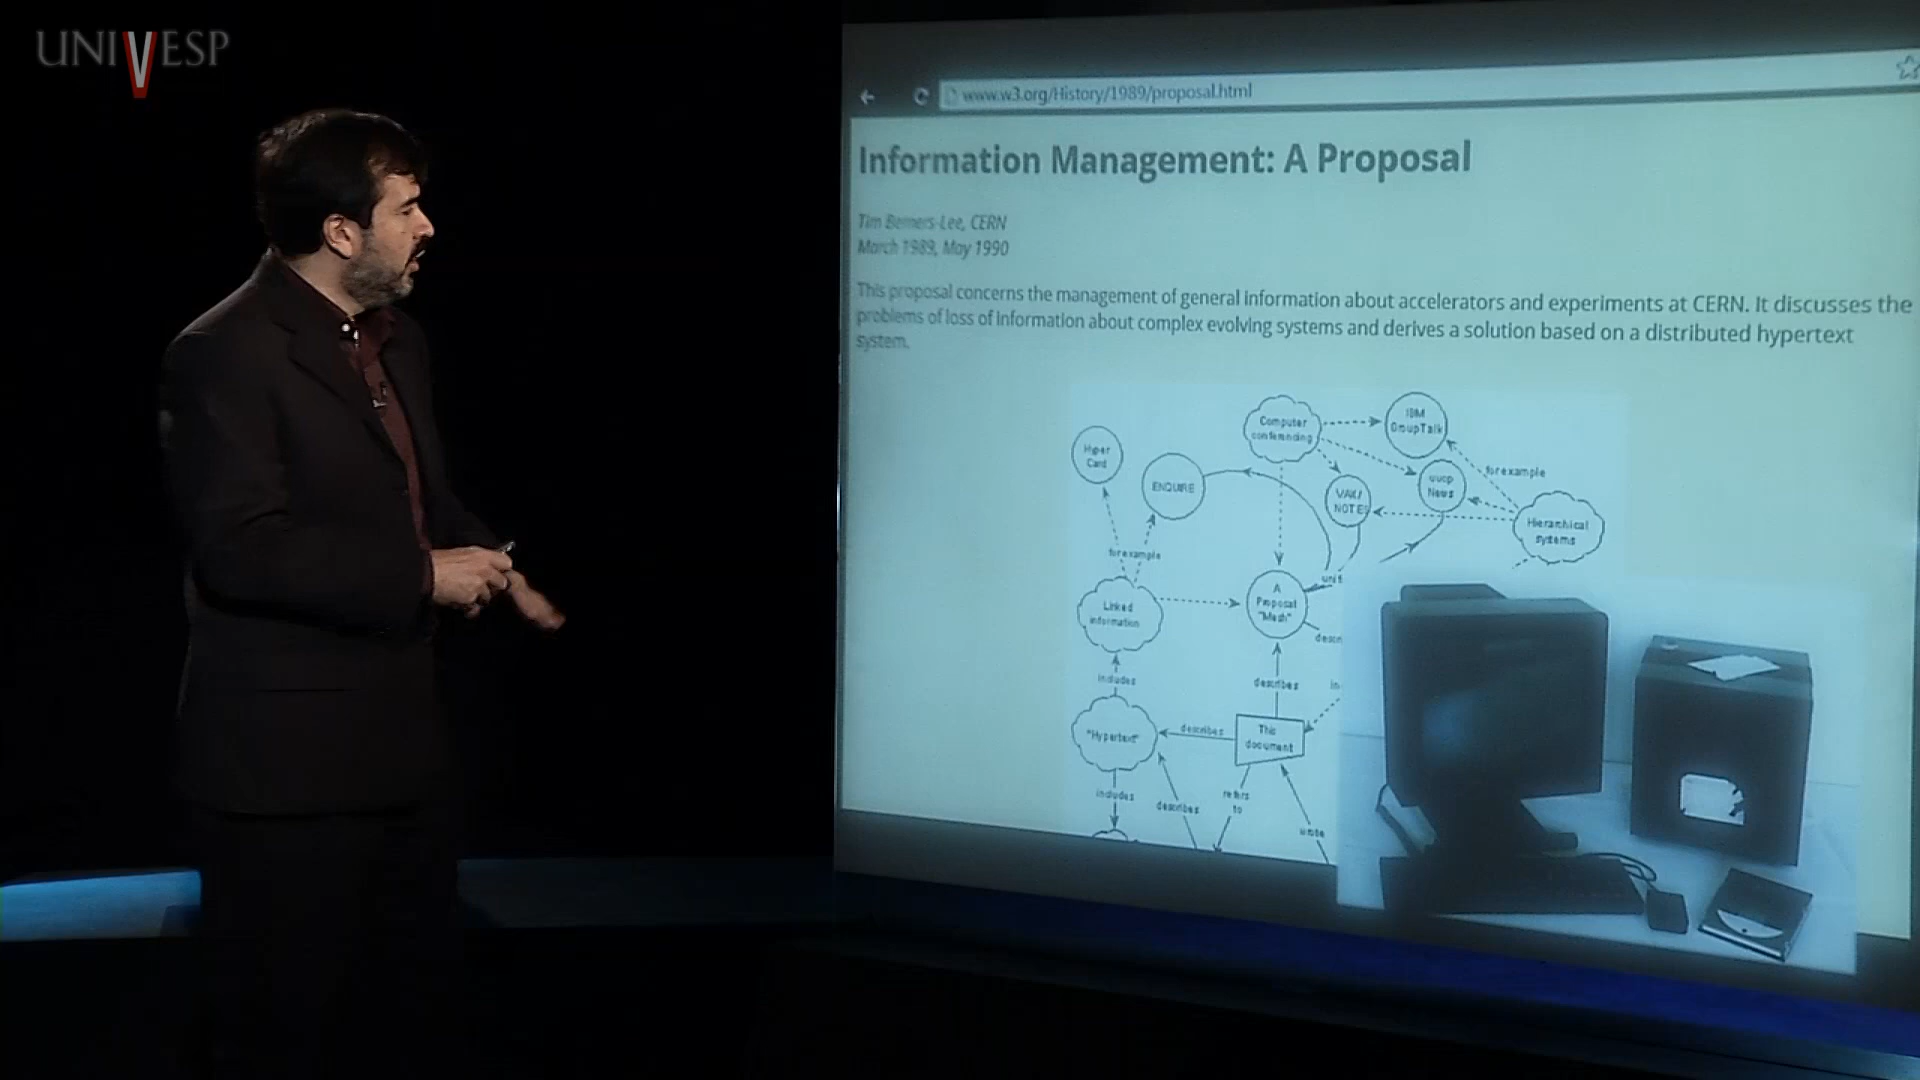 UNIVESP
www.w3.org/History/1989/proposal.html
Information Management: A Proposal
Tim Berners-Lee, CERN
March 1989, May 1990
This proposal concerns the management of general information about accelerators and experiments at CERN. It discusses the
problems of loss of information about complex evolving systems and derives a solution based on a distributed hypertext
system.
Computer
conferencing
IBM
GroupTalk
Hyper
Card
ENQUIRE
VAX/
NOTES
uucp
News
for example
Hierarchical
systems
for example
Linked
information
A
Proposal
"Mesh"
includes
describes
"Hypertext"
describes
This
document
includes
describes
refers
to
wrote